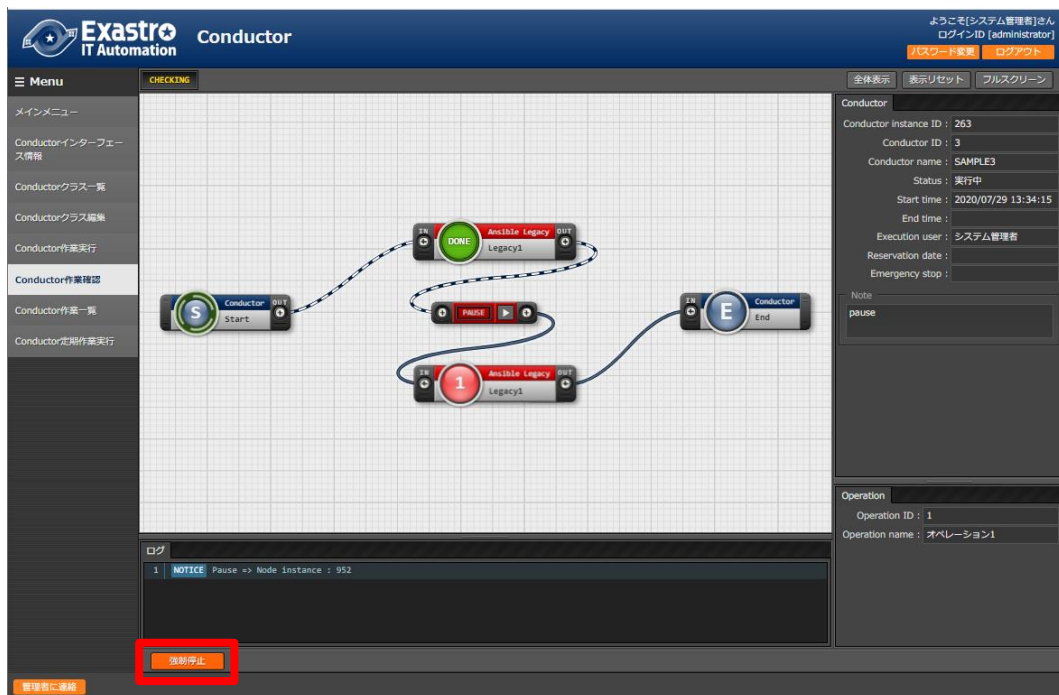 Exastro
IT Automation
Conductor
ようこそ[システム管理者]さん
ログインID [administrator]
パスワード変更
ログアウト
Menu
CHECKING
全体表示
表示リセット
フルスクリーン
メインメニュー
Conductorインターフェー
ス情報
Conductorクラス一覧
Conductorクラス編集
Conductor作業実行
Conductor作業確認
Conductor作業一覧
Conductor定期作業実行
S
Conductor
Start
OUT
IN
DONE
Ansible Legacy
Legacy1
OUT
PAUSE
IN
1
Ansible Legacy
Legacy1
OUT
IN
E
Conductor
End
Conductor
Conductor instance ID : 263
Conductor ID : 3
Conductor name : SAMPLE3
Status : 実行中
Start time : 2020/07/29 13:34:15
End time :
Execution user : システム管理者
Reservation date :
Emergency stop :
Note
pause
Operation
Operation ID : 1
Operation name : オペレーション1
ログ
1 NOTICE Pause => Node instance : 952
強制停止
管理者に連絡